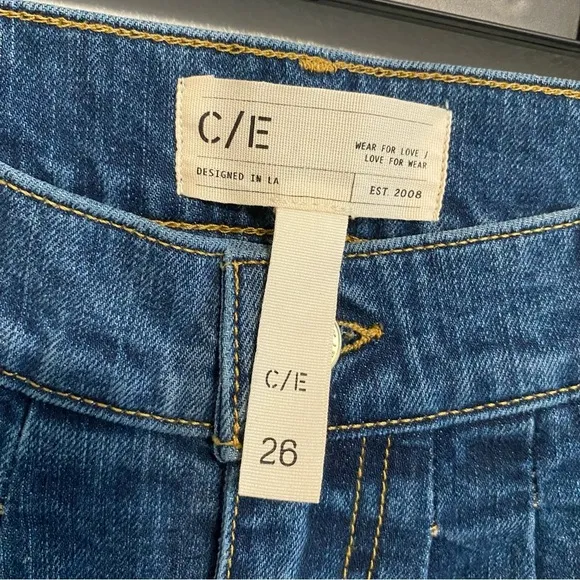 C/E
WEAR FOR LOVE /
LOVE FOR WEAR
DESIGNED IN LA
EST 2008
C/E
26